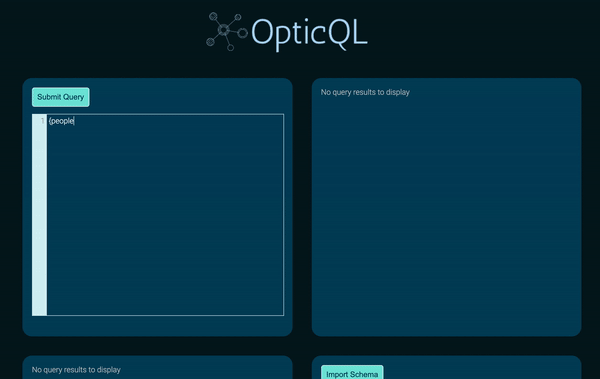 OpticQL
Submit Query
1 {people
No query results to display
No query results to display
Import Schema